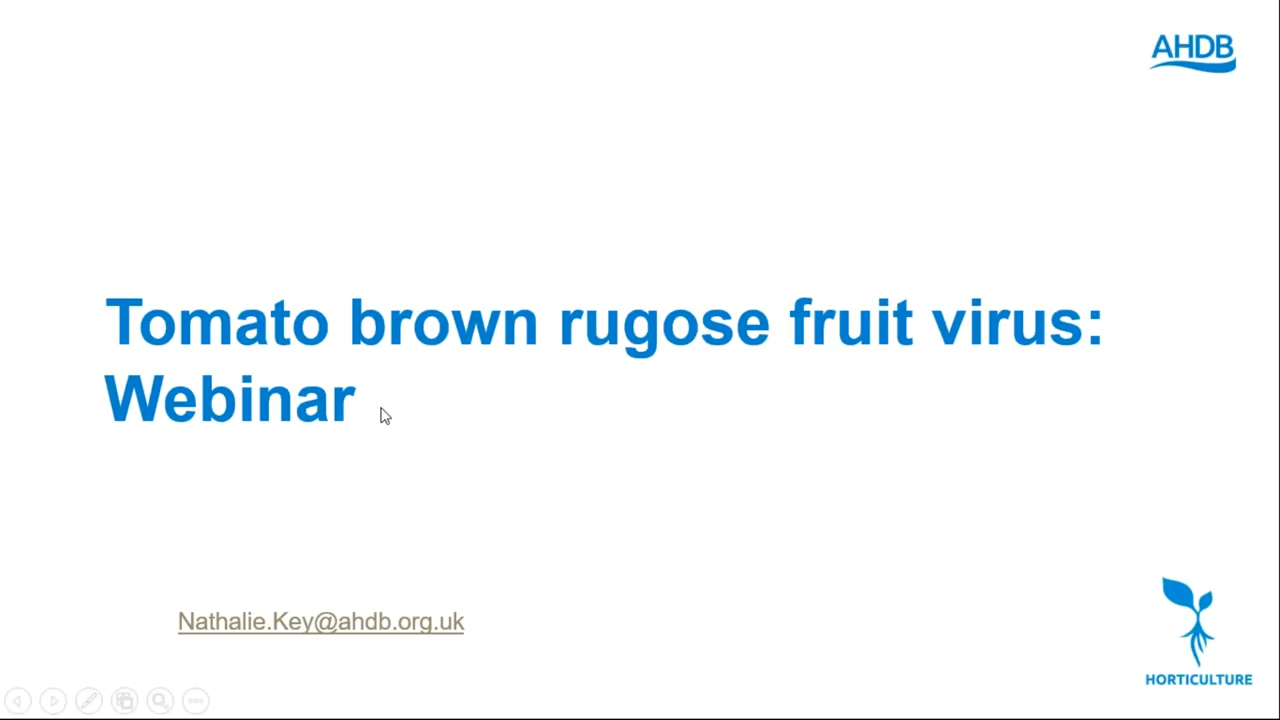 AHDB
Tomato brown rugose fruit virus:
Webinar
Nathalie.Key@ahdb.org.uk
HORTICULTURE